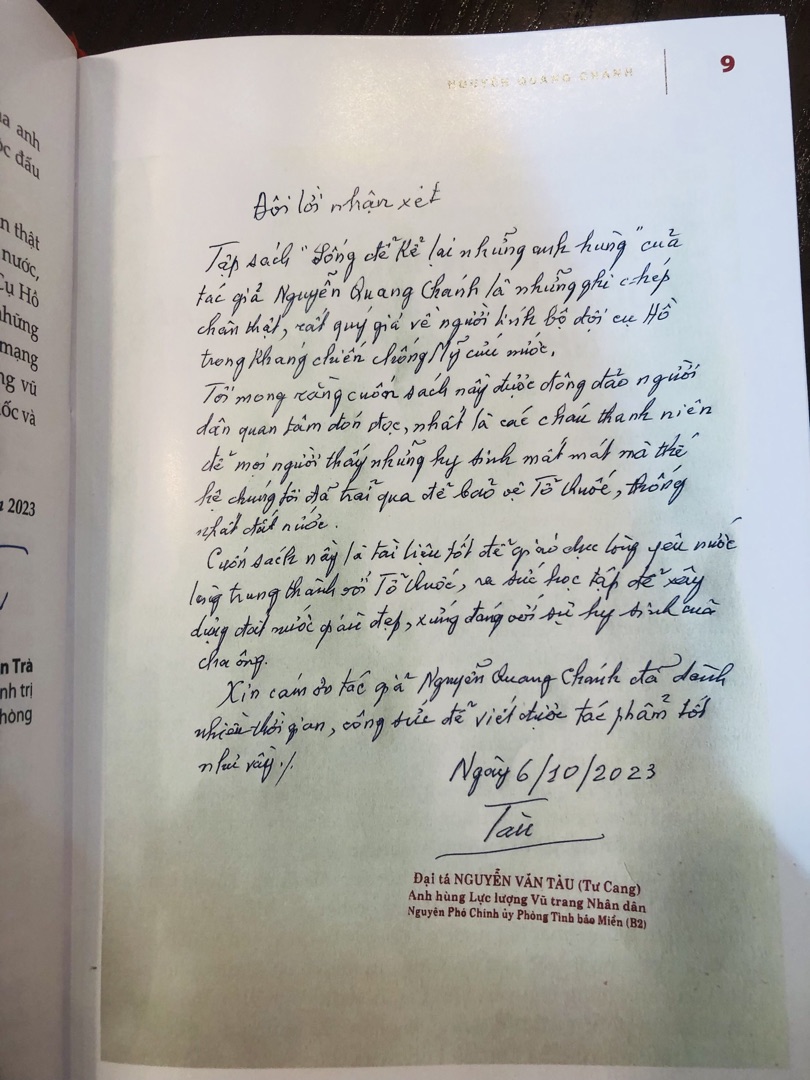 a anh
ộc đấu
n thật
nước,
Cụ Hồ
những
mạng
ng vũ
ốc và
2023
n Trà
nh trị
hòng
NGUYỄN QUANG CHÁNH
9
Đôi lời nhận xét
Tập sách "Sống để kể lại những anh hùng" của
tác giả Nguyễn Quang Chánh là những ghi chép
chân thật, rất quý giá về người lính bộ đội cụ Hồ
trong kháng chiến chống Mỹ cứu nước.
Tôi mong rằng cuốn sách này được đông đảo người
dân quan tâm đón đọc, nhất là các cháu thanh niên
để mọi người thấy những hy sinh mất mát mà thế
hệ chúng tôi đã trải qua để bảo vệ Tổ Quốc, thống
nhất đất nước.
Cuốn sách này là tài liệu tốt để giáo dục lòng yêu nước
lòng trung thành với Tổ Quốc, ra sức học tập để xây
dựng đất nước giàu đẹp, xứng đáng với sự hy sinh của
cha ông.
Xin cám ơn tác giả Nguyễn Quang Chánh đã dành
nhiều thời gian, công sức để viết được tác phẩm tốt
như vậy./.
Ngày 6/10/2023
Tàu
Đại tá NGUYỄN VĂN TÀU (Tư Cang)
Anh hùng Lực lượng Vũ trang Nhân dân
Nguyên Phó Chính ủy Phòng Tình báo Miền (B2)